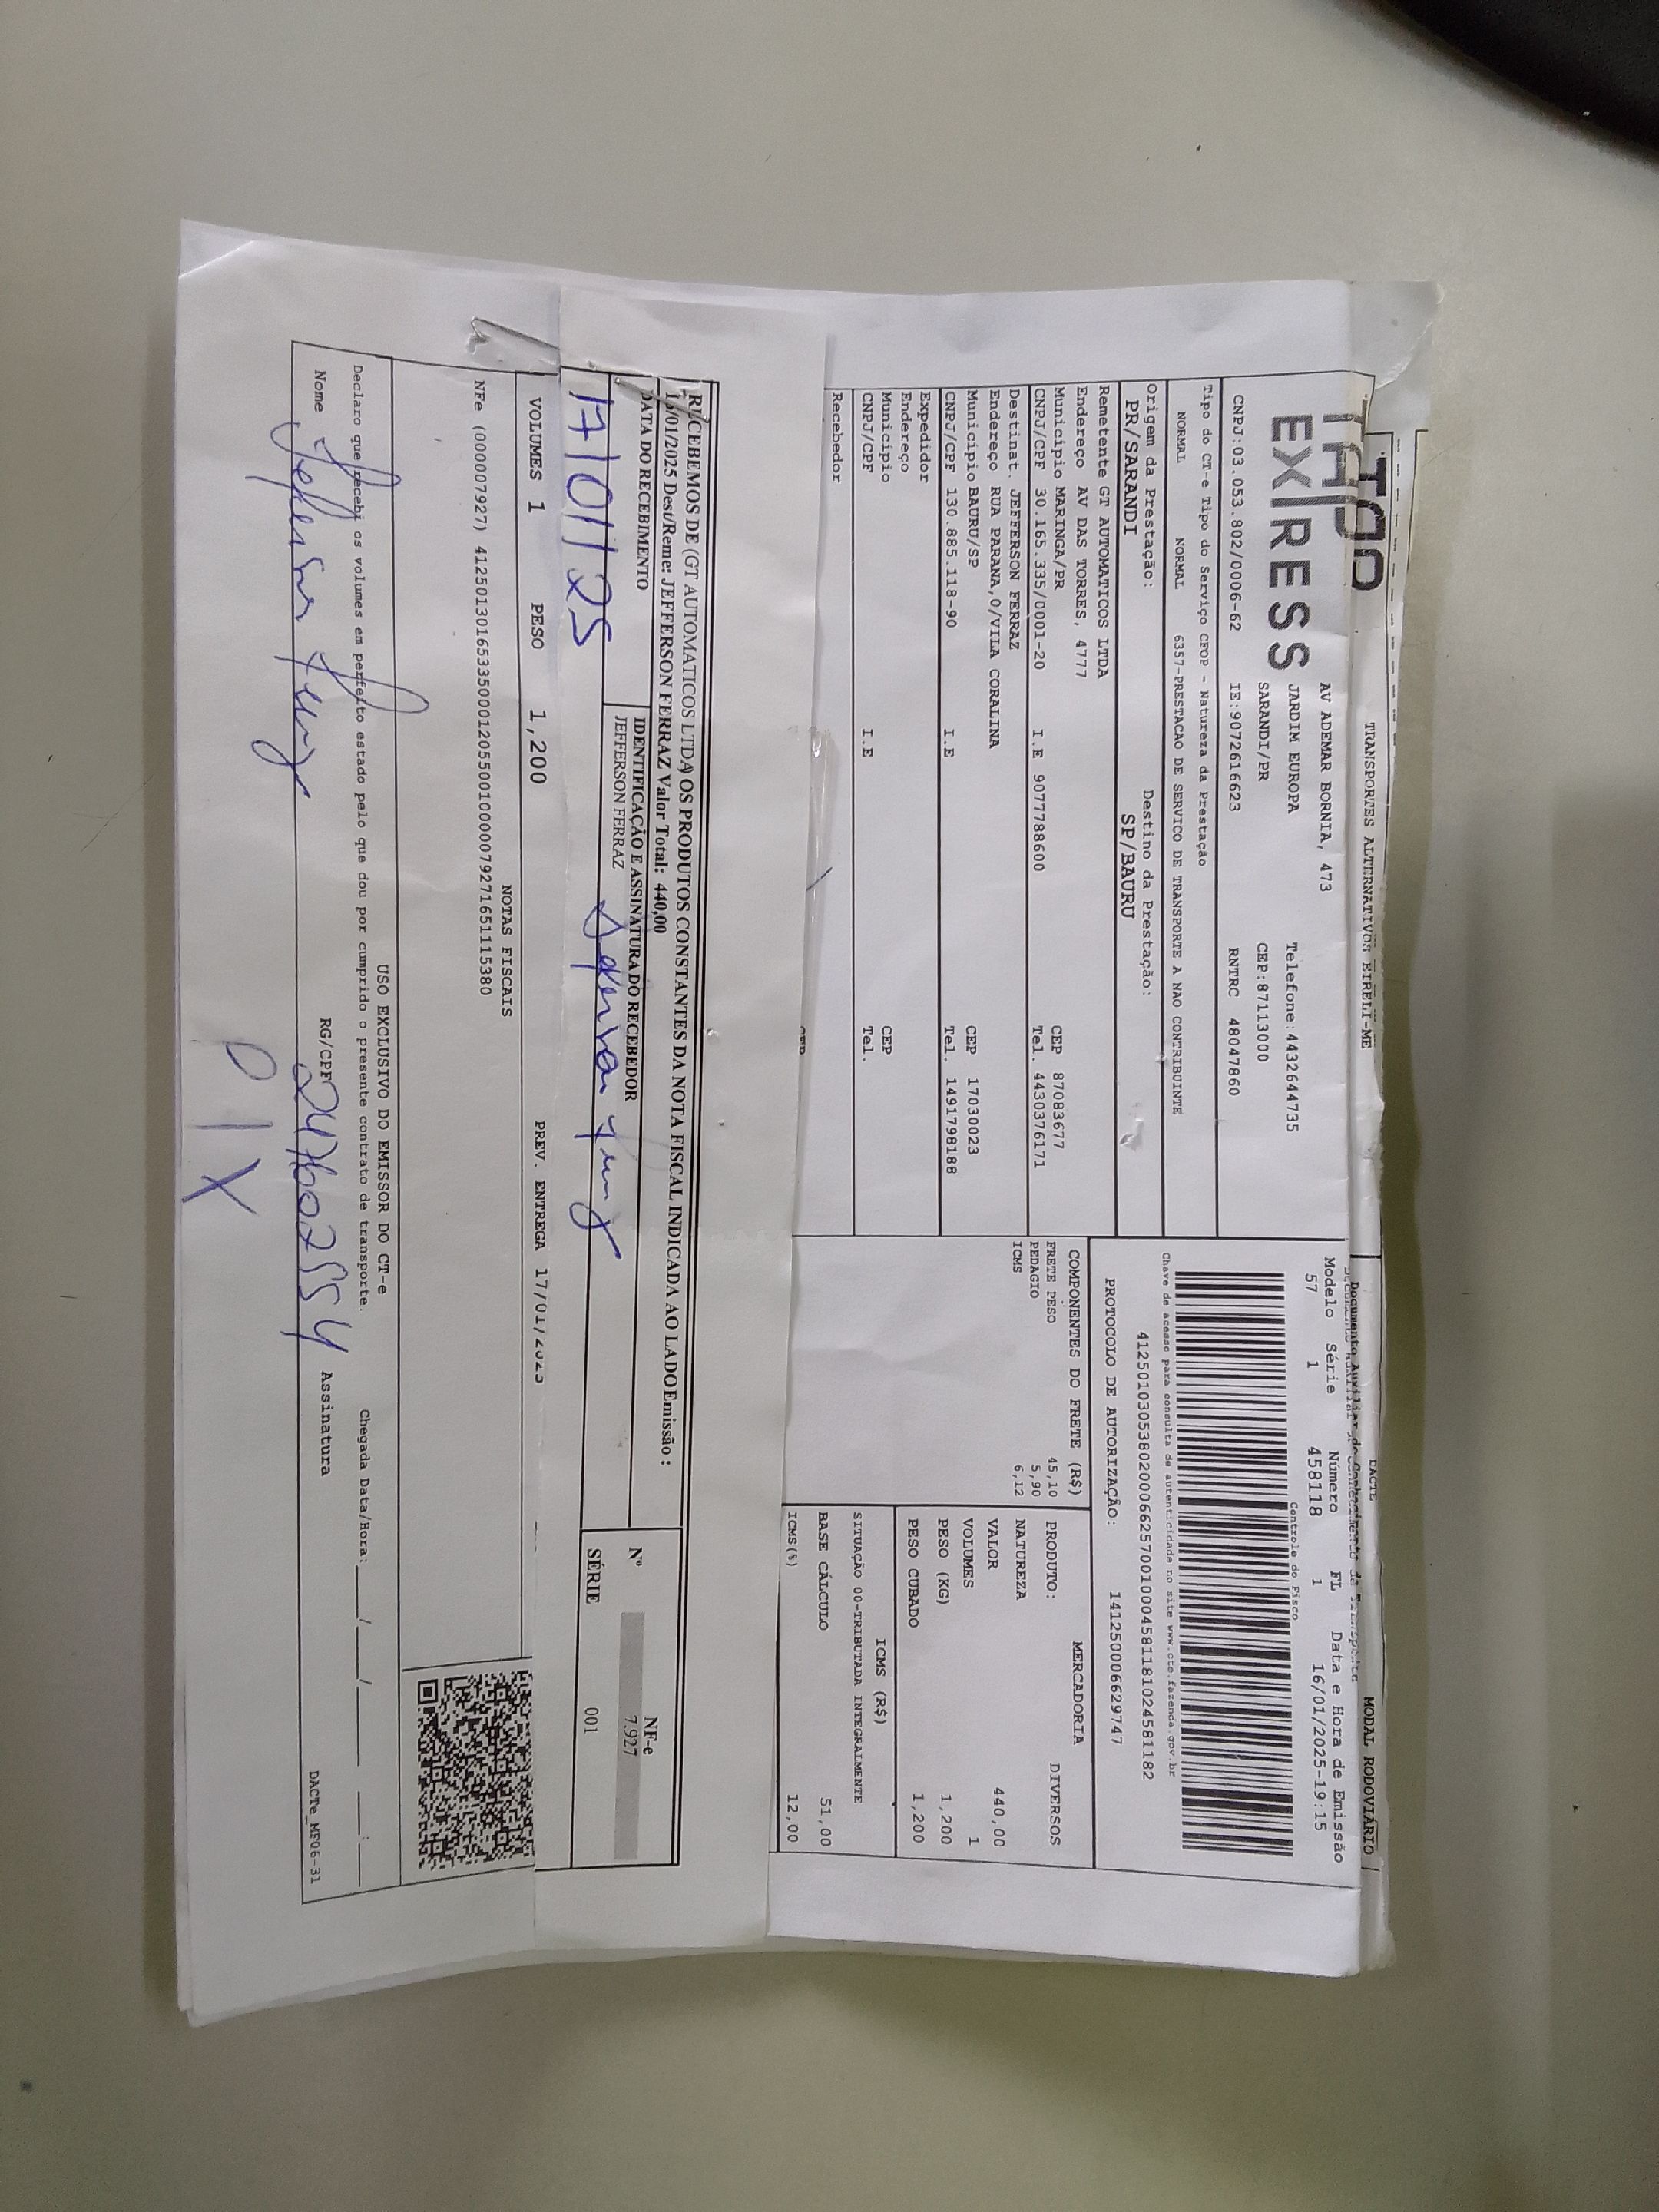 TRANSPORTES ALTERNATIVOS EIRELI-ME
DACTE
MODAL RODOVIÁRIO
EXPRESS
AV ADEMAR BORNIA, 473
JARDIM EUROPA
Telefone:4432644735
SARANDI/PR
CEP:87113000
CNPJ:03.053.802/0006-62
IE:9072616623
RNTRC 48047860
Modelo Série Número FL Data e Hora de Emissão
57 1 458118 1 16/01/2025-19:15
Controle do Fisco
Chave de acesso para consulta de autenticidade no site www.cte.fazenda.gov.br
41250103053802000662570010004581181024581182
PROTOCOLO DE AUTORIZAÇÃO: 141250006629747
Tipo do CT-e Tipo do Serviço CFOP - Natureza da Prestação
NORMAL NORMAL 6357-PRESTACAO DE SERVICO DE TRANSPORTE A NAO CONTRIBUINTE
Origem da Prestação: Destino da Prestação:
PR/SARANDI SP/BAURU
Remetente GT AUTOMATICOS LTDA
Endereço AV DAS TORRES, 4777
Município MARINGA/PR CEP 87083677
CNPJ/CPF 30.165.335/0001-20 I.E 9077788600 Tel. 4430376171
Destinat. JEFFERSON FERRAZ
Endereço RUA PARANA,0/VILA CORALINA
Município BAURU/SP CEP 17030023
CNPJ/CPF 130.885.118-90 I.E Tel. 1491798188
Expedidor
Endereço
Município CEP
CNPJ/CPF I.E Tel.
Recebedor
COMPONENTES DO FRETE (R$)
FRETE PESO 45,10
PEDAGIO 5,90
ICMS 6,12
MERCADORIA
PRODUTO: DIVERSOS
NATUREZA
VALOR 440,00
VOLUMES 1
PESO (KG) 1,200
PESO CUBADO 1,200
ICMS (R$)
SITUAÇÃO 00-TRIBUTADA INTEGRALMENTE
BASE CÁLCULO 51,00
ICMS(%) 12,00
CEBEMOS DE (GT AUTOMATICOS LTDA) OS PRODUTOS CONSTANTES DA NOTA FISCAL INDICADA AO LADO Emissão :
/01/2025 Dest/Reme: JEFFERSON FERRAZ Valor Total: 440,00
DATA DO RECEBIMENTO
IDENTIFICAÇÃO E ASSINATURA DO RECEBEDOR
JEFFERSON FERRAZ
17/01/25
NF-e
Nº 7.927
SÉRIE 001
VOLUMES 1 PESO 1,200 PREV. ENTREGA 17/01/2025
NOTAS FISCAIS
NFe (000007927) 41250130165335000120550010000079271651115380
USO EXCLUSIVO DO EMISSOR DO CT-e
Declaro que recebi os volumes em perfeito estado pelo que dou por cumprido o presente contrato de transporte.
Chegada Data/Hora: ___/___/___ __:__
Nome
RG/CPF
Assinatura
DACTe_MF06-31